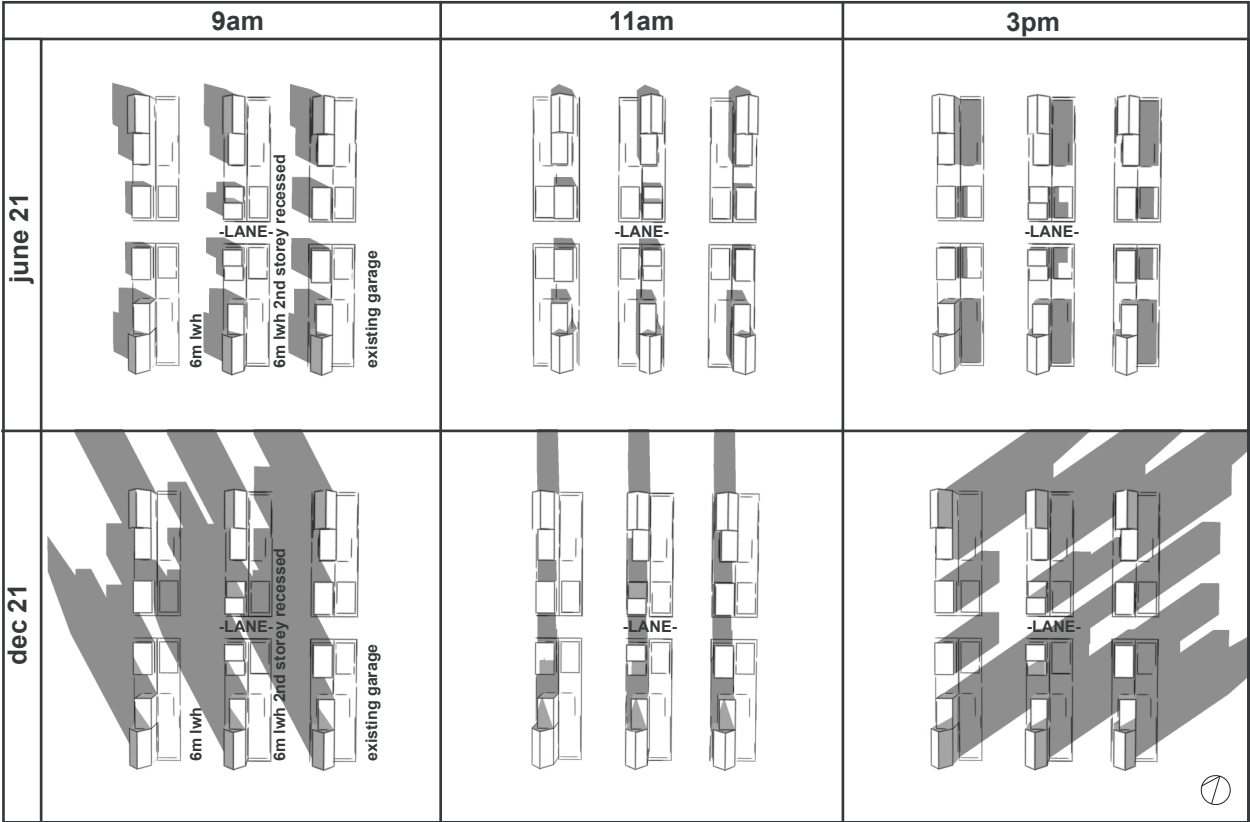 9am
11am
3pm
june 21
-LANE-
6m lwh
6m lwh 2nd storey recessed
existing garage
-LANE-
-LANE-
dec 21
-LANE-
6m lwh
6m lwh 2nd storey recessed
existing garage
-LANE-
-LANE-